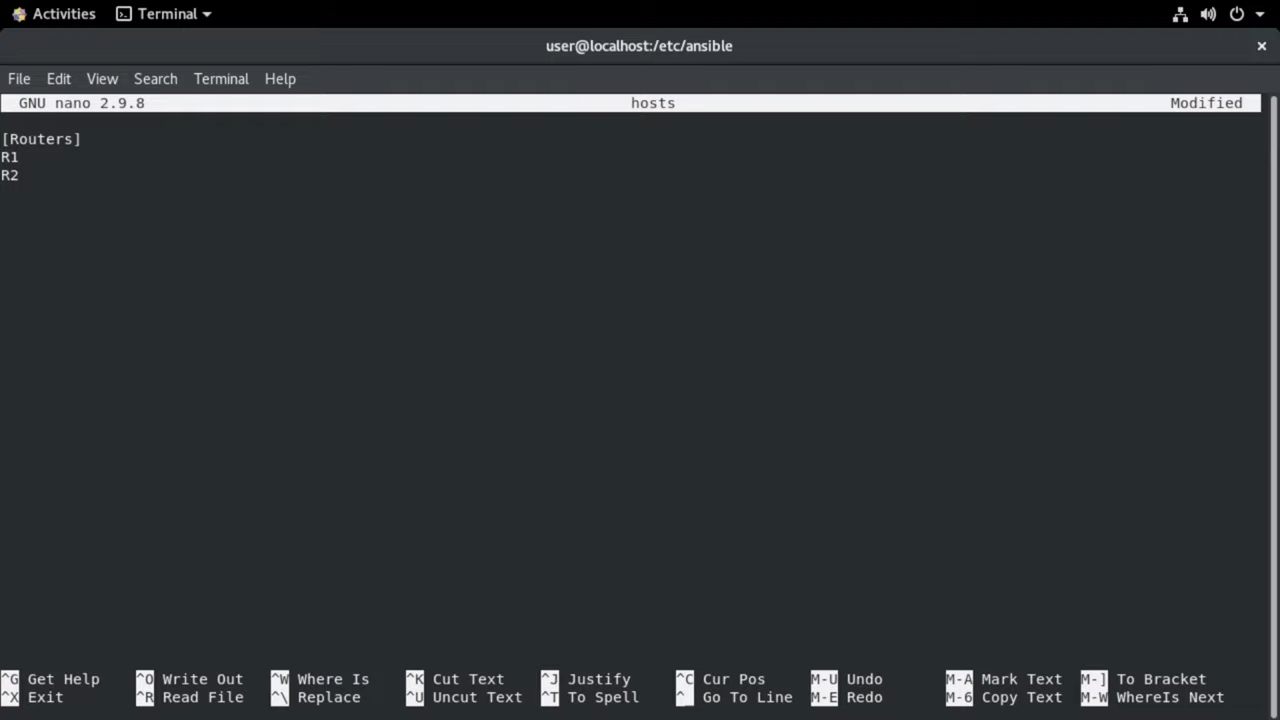 Activities Terminal
user@localhost:/etc/ansible
File Edit View Search Terminal Help
GNU nano 2.9.8 hosts Modified
[Routers]
R1
R2
^G Get Help ^O Write Out ^W Where Is ^K Cut Text ^J Justify ^C Cur Pos M-U Undo M-A Mark Text M-] To Bracket
^X Exit ^R Read File ^\ Replace ^U Uncut Text ^T To Spell ^_ Go To Line M-E Redo M-6 Copy Text M-W WhereIs Next